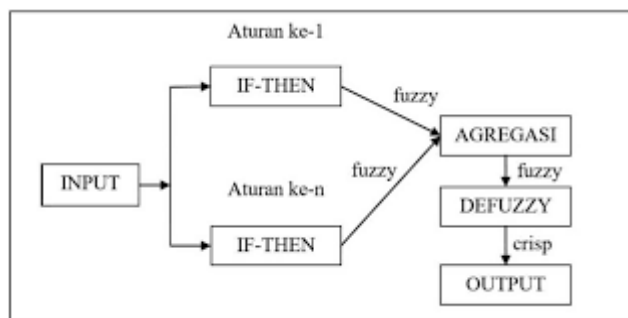 Aturan ke-1
IF-THEN
fuzzy
AGREGASI
fuzzy
INPUT
Aturan ke-n
fuzzy
DEFUZZY
IF-THEN
crisp
OUTPUT